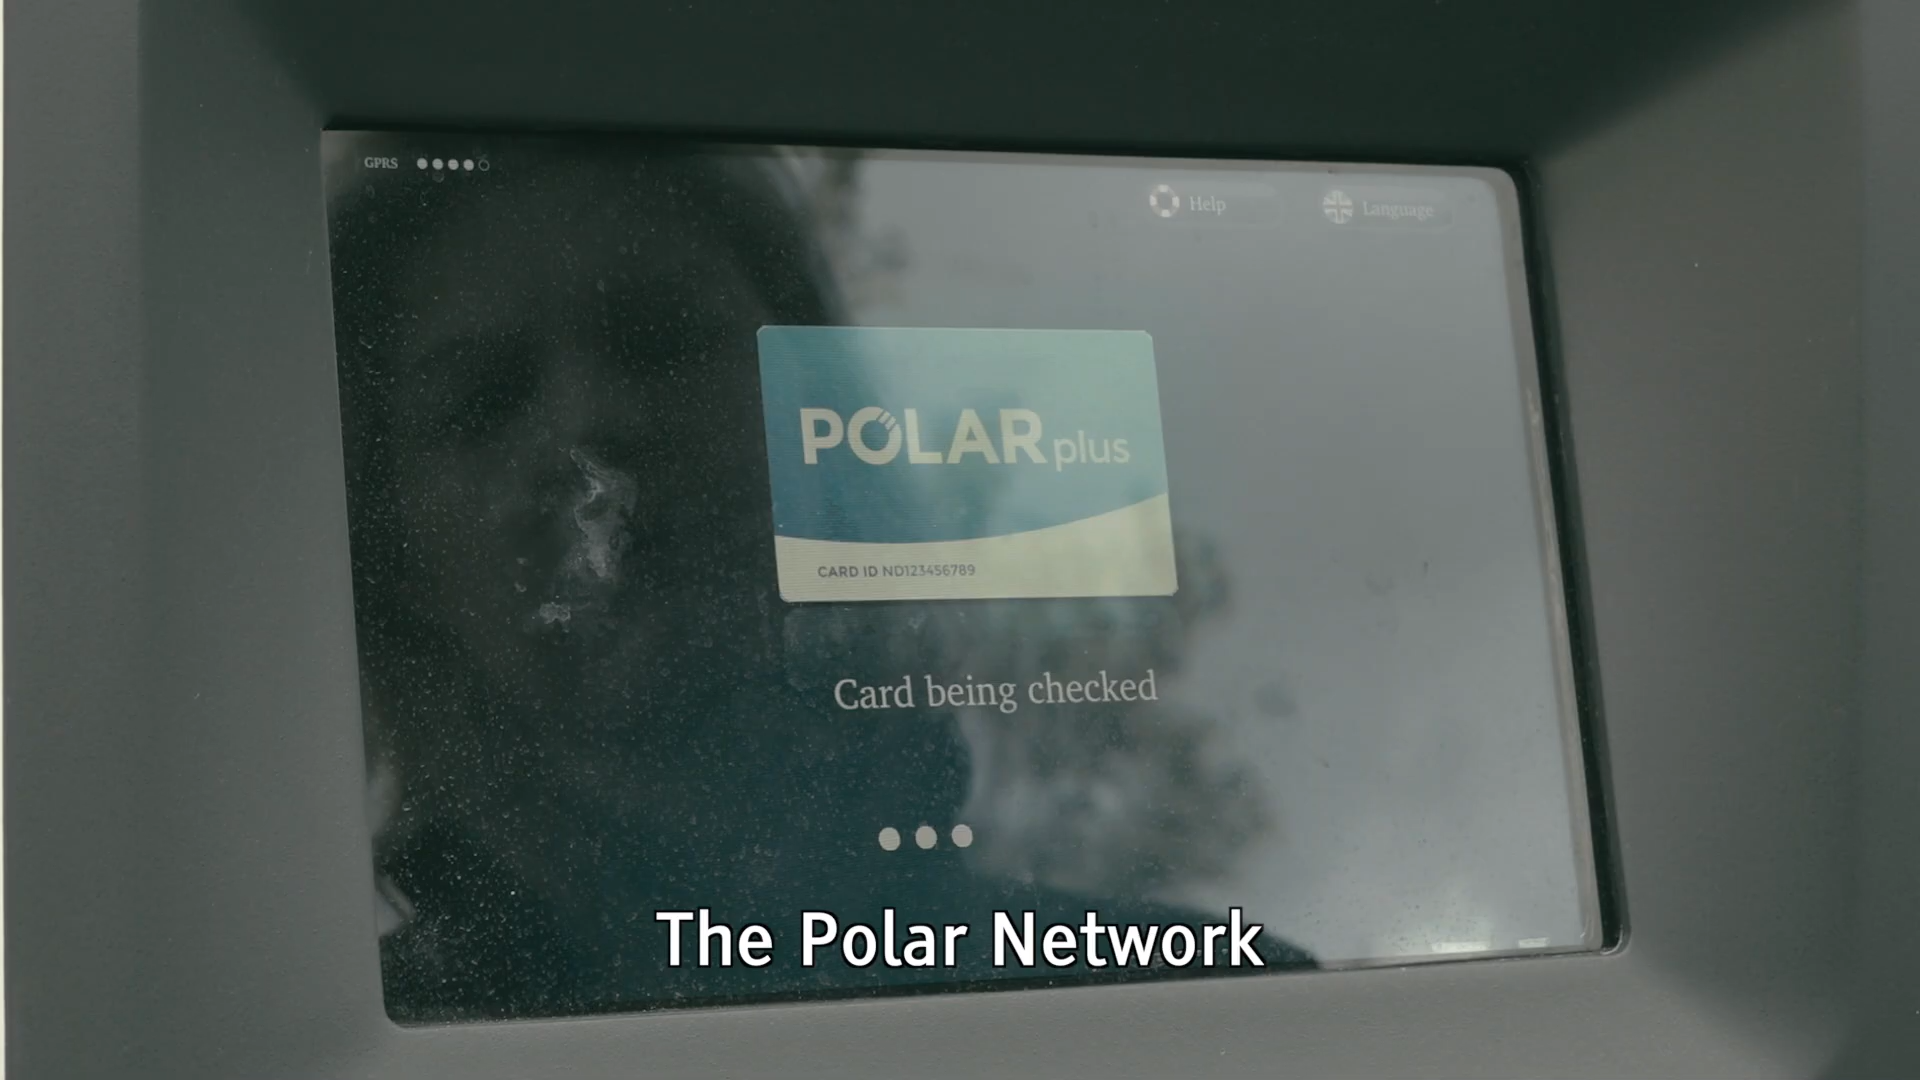 GPRS
Help
Language
POLAR plus
CARD ID ND123456789
Card being checked
The Polar Network